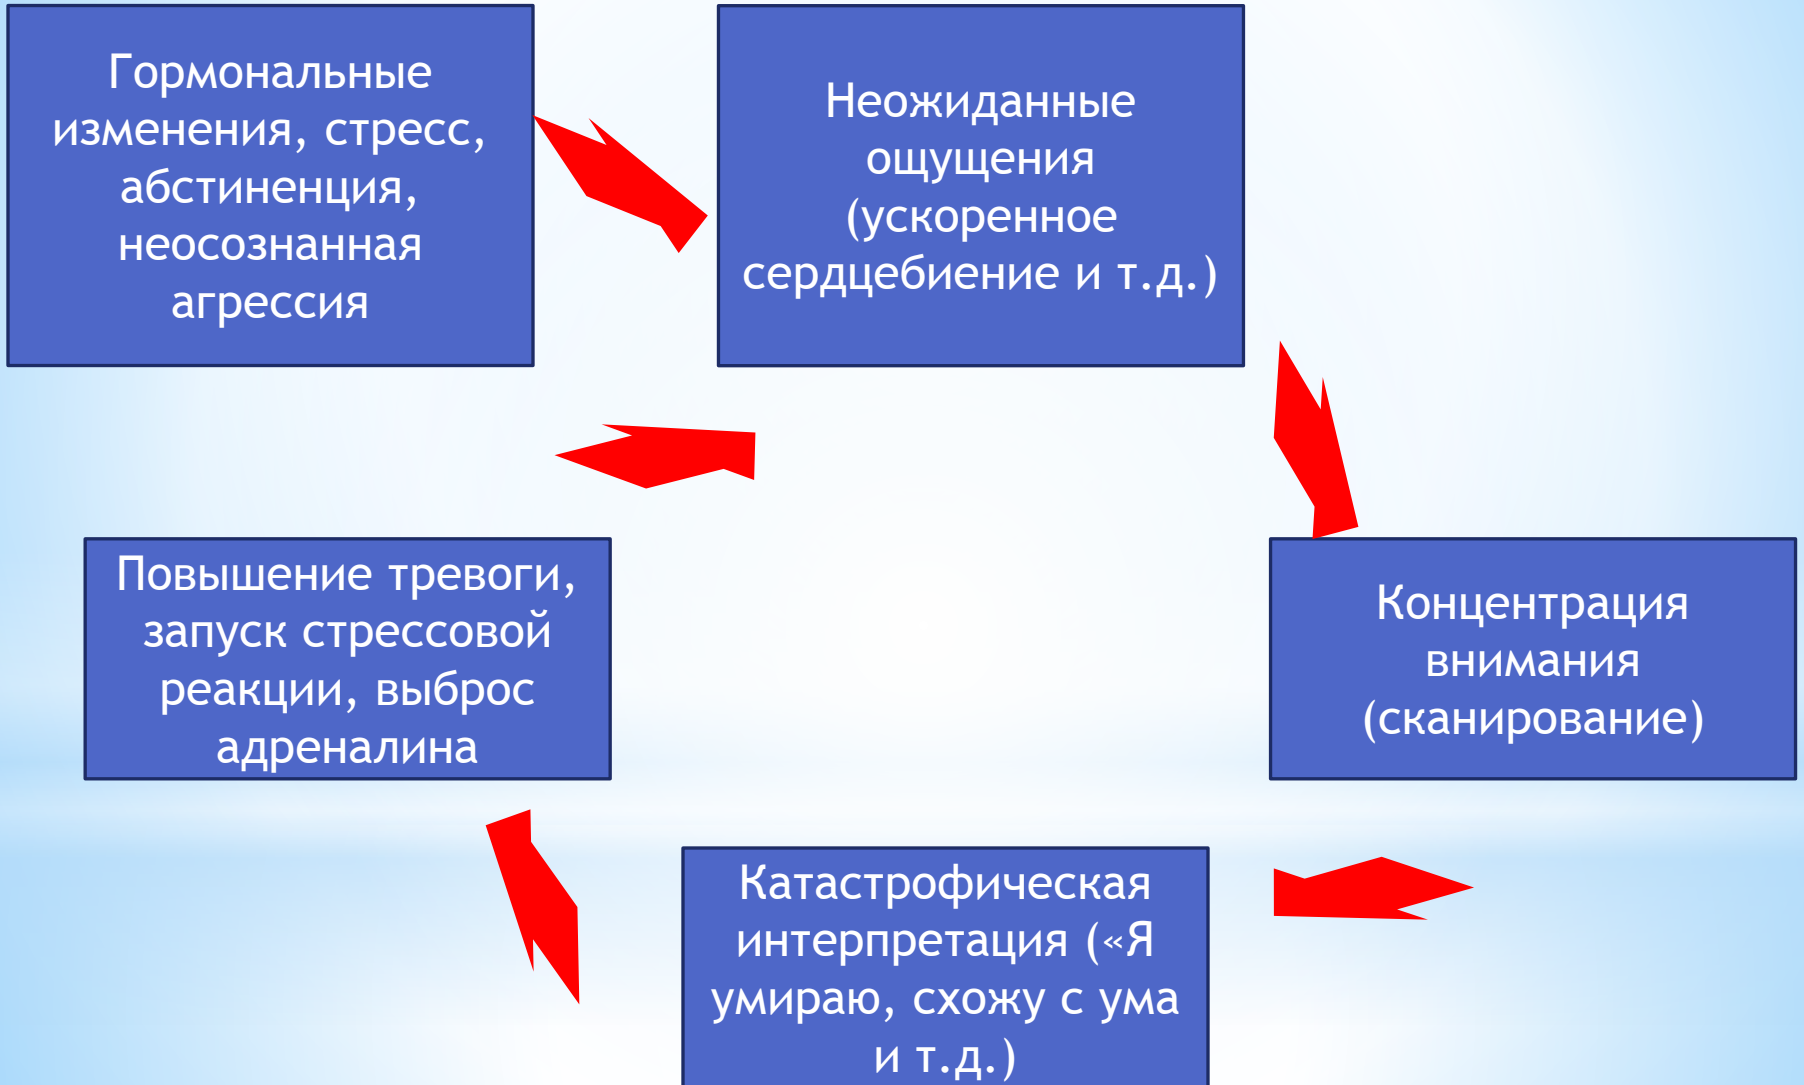 Гормональные
изменения, стресс,
абстиненция,
неосознанная
агрессия
Неожиданные
ощущения
(ускоренное
сердцебиение и т.д.)
Повышение тревоги,
запуск стрессовой
реакции, выброс
адреналина
Концентрация
внимания
(сканирование)
Катастрофическая
интерпретация («Я
умираю, схожу с ума
и т.д.)